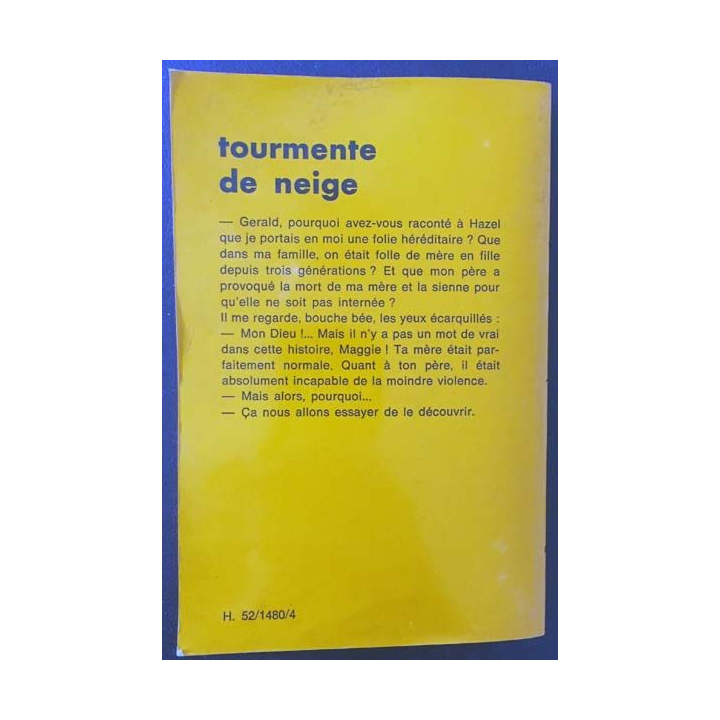 tourmente
de neige
— Gerald, pourquoi avez-vous raconté à Hazel
que je portais en moi une folie héréditaire ? Que
dans ma famille, on était folle de mère en fille
depuis trois générations ? Et que mon père a
provoqué la mort de ma mère et la sienne pour
qu'elle ne soit pas internée ?
Il me regarde, bouche bée, les yeux écarquillés :
— Mon Dieu !... Mais il n'y a pas un mot de vrai
dans cette histoire, Maggie ! Ta mère était par-
faitement normale. Quant à ton père, il était
absolument incapable de la moindre violence.
— Mais alors, pourquoi...
— Ça nous allons essayer de le découvrir.
H. 52/1480/4